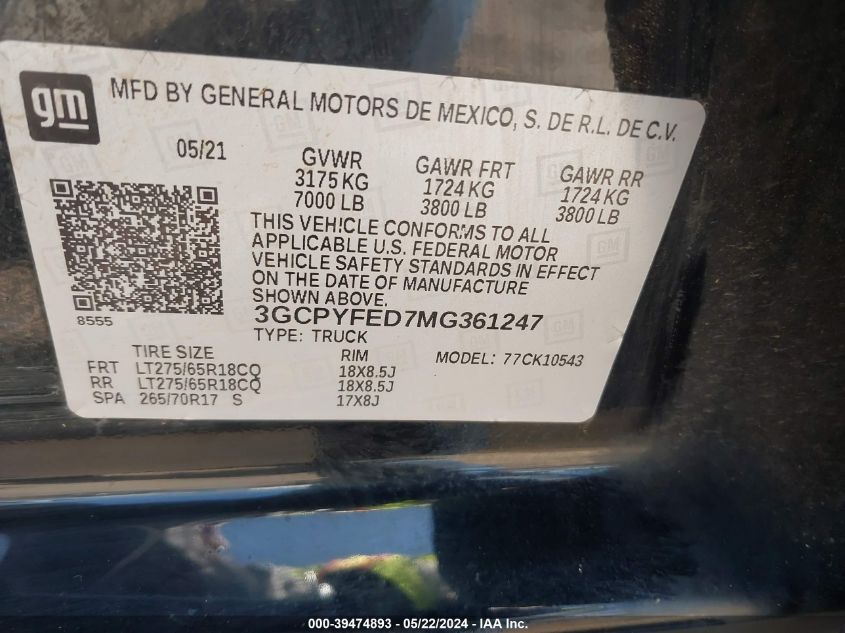 gm
MFD BY GENERAL MOTORS DE MEXICO, S. DE R.L. DE C.V.
05/21
GVWR GAWR FRT GAWR RR
3175 KG 1724 KG 1724 KG
7000 LB 3800 LB 3800 LB
THIS VEHICLE CONFORMS TO ALL
APPLICABLE U.S. FEDERAL MOTOR
VEHICLE SAFETY STANDARDS IN EFFECT
ON THE DATE OF MANUFACTURE
SHOWN ABOVE.
8555
3GCPYFED7MG361247
TYPE: TRUCK
TIRE SIZE RIM MODEL: 77CK10543
FRT LT275/65R18CQ 18X8.5J
RR LT275/65R18CQ 18X8.5J
SPA 265/70R17 S 17X8J
000-39474893 - 05/22/2024 - IAA Inc.